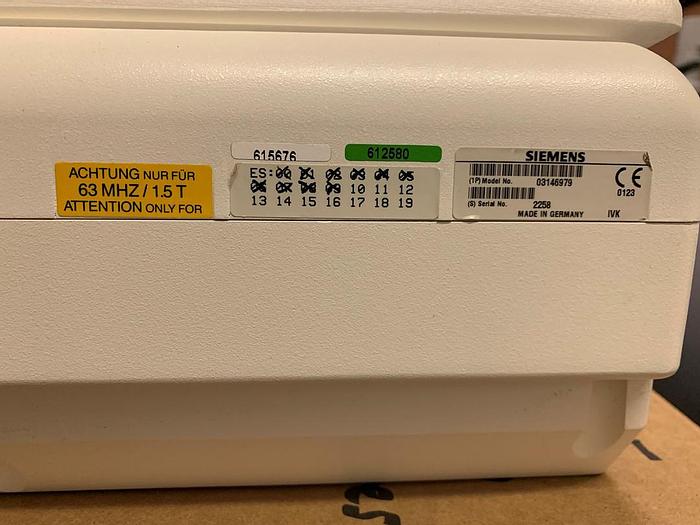 ACHTUNG NUR FÜR
63 MHZ / 1.5 T
ATTENTION ONLY FOR
615676
612580
ES: 00 01 02 03 04 05
06 07 08 09 10 11 12
13 14 15 16 17 18 19
SIEMENS
(1P) Model No. 03146979
(S) Serial No. 2258
MADE IN GERMANY IVK
CE
0123
es